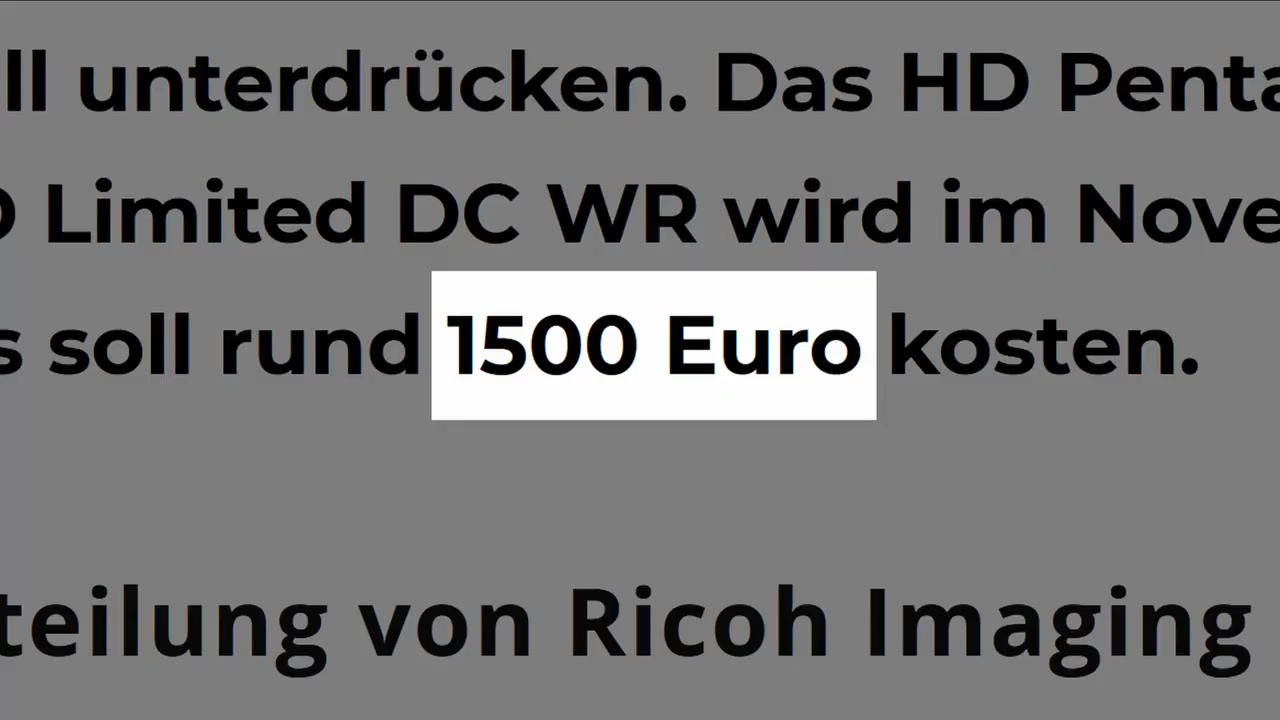 ll unterdrücken. Das HD Penta
D Limited DC WR wird im Nove
s soll rund 1500 Euro kosten.
teilung von Ricoh Imaging